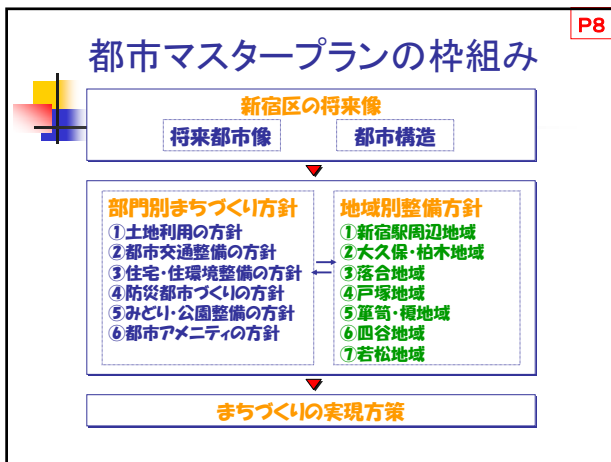 P8
都市マスタープランの枠組み
新宿区の将来像
将来都市像
都市構造
部門別まちづくり方針
①土地利用の方針
②都市交通整備の方針
③住宅・住環境整備の方針
④防災都市づくりの方針
⑤みどり・公園整備の方針
⑥都市アメニティの方針
地域別整備方針
①新宿駅周辺地域
②大久保・柏木地域
③落合地域
④戸塚地域
⑤箪笥・榎地域
⑥四谷地域
⑦若松地域
まちづくりの実現方策